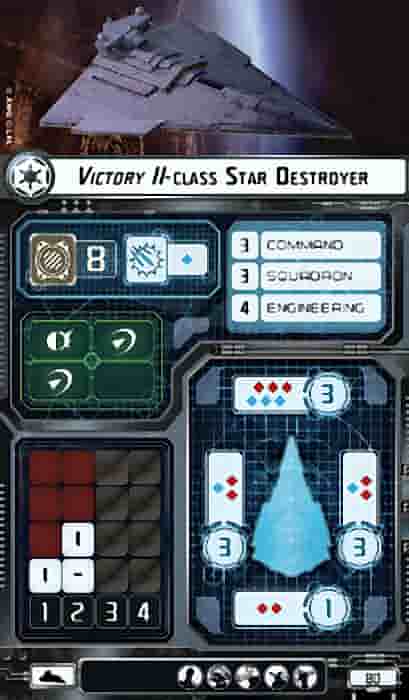 Victory II-class Star Destroyer
8
3 Command
3 Squadron
4 Engineering
3
3
3
1
1
1 -
1 2 3 4